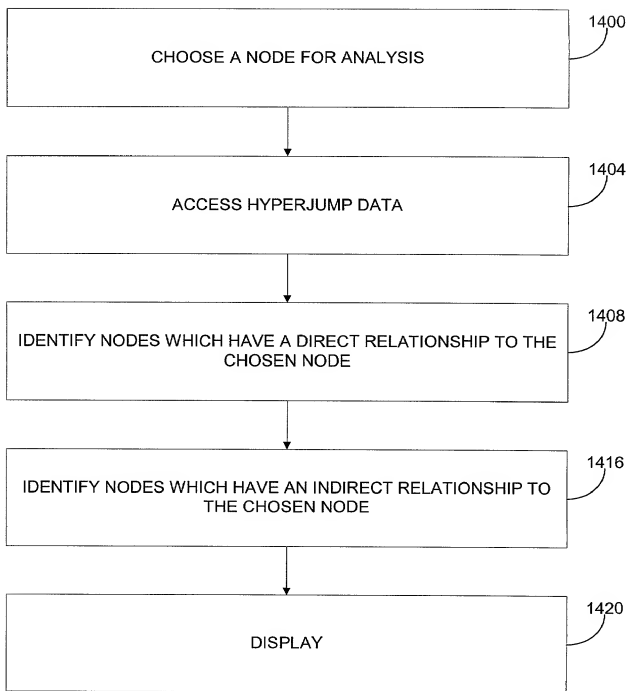 1400
CHOOSE A NODE FOR ANALYSIS
1404
ACCESS HYPERJUMP DATA
1408
IDENTIFY NODES WHICH HAVE A DIRECT RELATIONSHIP TO THE
CHOSEN NODE
1416
IDENTIFY NODES WHICH HAVE AN INDIRECT RELATIONSHIP TO
THE CHOSEN NODE
1420
DISPLAY